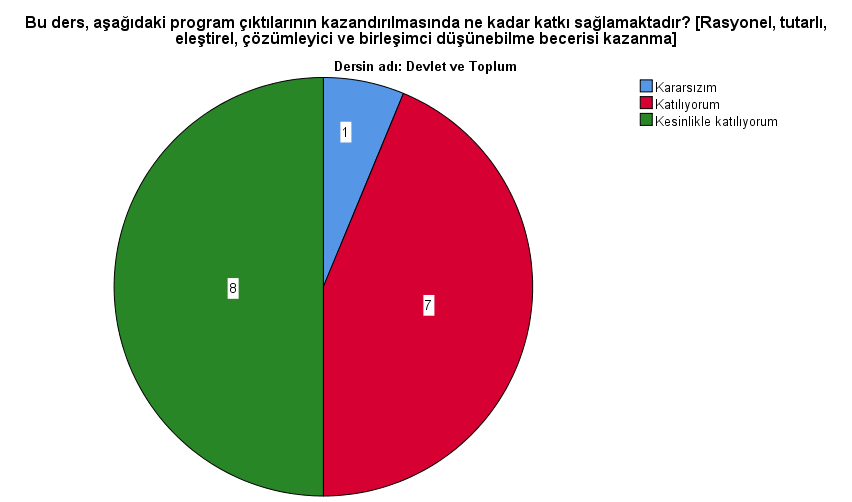 Bu ders, aşağıdaki program çıktılarının kazandırılmasında ne kadar katkı sağlamaktadır? [Rasyonel, tutarlı,
eleştirel, çözümleyici ve birleşimci düşünebilme becerisi kazanma]
Dersin adı: Devlet ve Toplum
Kararsızım
Katılıyorum
Kesinlikle katılıyorum
1
8
7